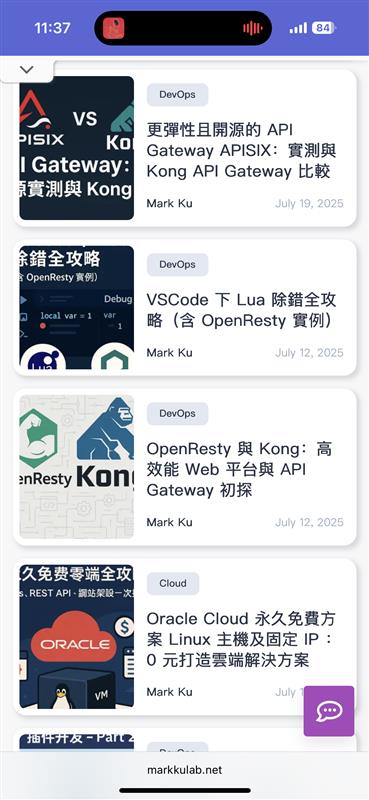 11:37
84
DevOps
APISIX VS Ko
I Gateway:
源實測與 Kong
更彈性且開源的 API
Gateway APISIX：實測與
Kong API Gateway 比較
Mark Ku
July 19, 2025
DevOps
除錯全攻略
含 OpenResty 實例）
Debug
local var = 1
var
1
Lua
VSCode 下 Lua 除錯全攻
略（含 OpenResty 實例）
Mark Ku
July 12, 2025
DevOps
enResty Kong
OpenResty 與 Kong：高
效能 Web 平台與 API
Gateway 初探
Mark Ku
July 12, 2025
Cloud
久免费零端全攻
s、REST API、網站架設一次
ORACLE
$
VM
Oracle Cloud 永久免費方
案 Linux 主機及固定 IP：
0 元打造雲端解決方案
Mark Ku
July 1
插件开发 - Part 2
DevOps
markkulab.net